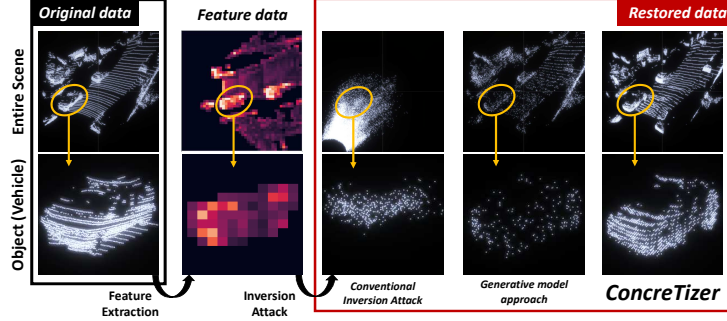 Original data
Feature data
Restored data
Entire Scene
Object (Vehicle)
Feature
Extraction
Inversion
Attack
Conventional
Inversion Attack
Generative model
approach
ConcreTizer